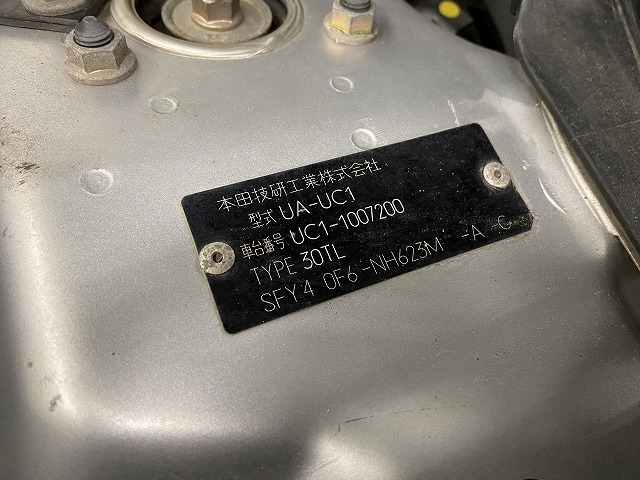 本田技研工業株式会社
型式 UA-UC1
車台番号 UC1-1007200
TYPE 30TL
SFY4 0F6-NH623M -A -C